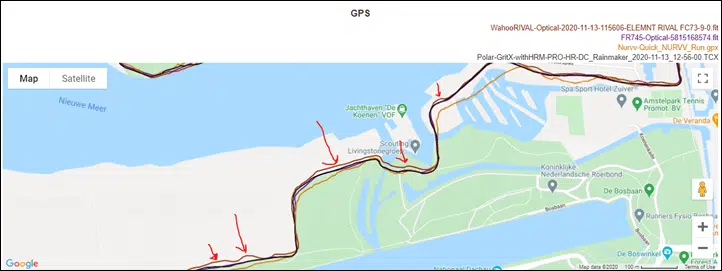 GPS
WahooRIVAL-Optical-2020-11-13-115606-ELEMNT RIVAL FC73-9-0.fit
FR745-Optical-5815168574.fit
Nurvv-Quick_NURVV_Run.gpx
Polar-GritX-withHRM-PRO-HR-DC_Rainmaker_2020-11-13_12-56-00.TCX
Map
Satellite
Nieuwe Meer
Jachthaven "De
Koenen" VDF
Scouting
Livingstonegroep
Spa Sport Hotel Zuiver
Amstelpark Tennis
Promot. BV
De Veranda
Koninklijke
Nederlandsche Roeibond
De Bosbaan
Bosbaan
Runners Fysio
De Boswinkel
Google
Map data ©2020
100 m
Terms of Use